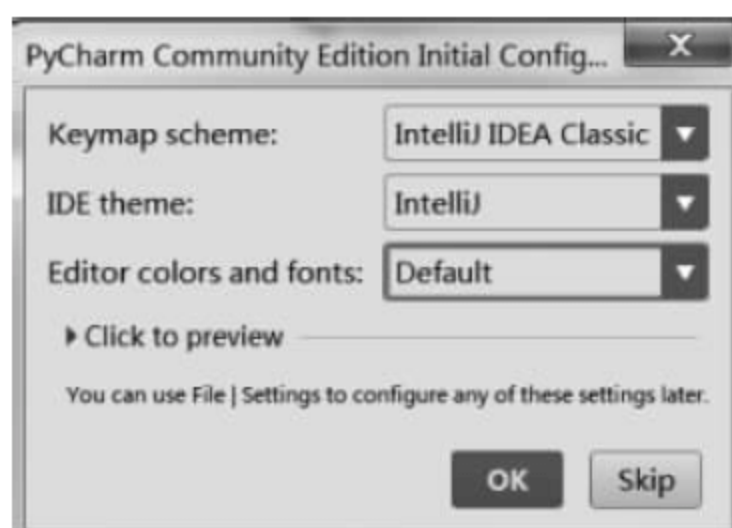 PyCharm Community Edition Initial Config...
Keymap scheme: IntelliJ IDEA Classic
IDE theme: IntelliJ
Editor colors and fonts: Default
Click to preview
You can use File | Settings to configure any of these settings later.
OK Skip